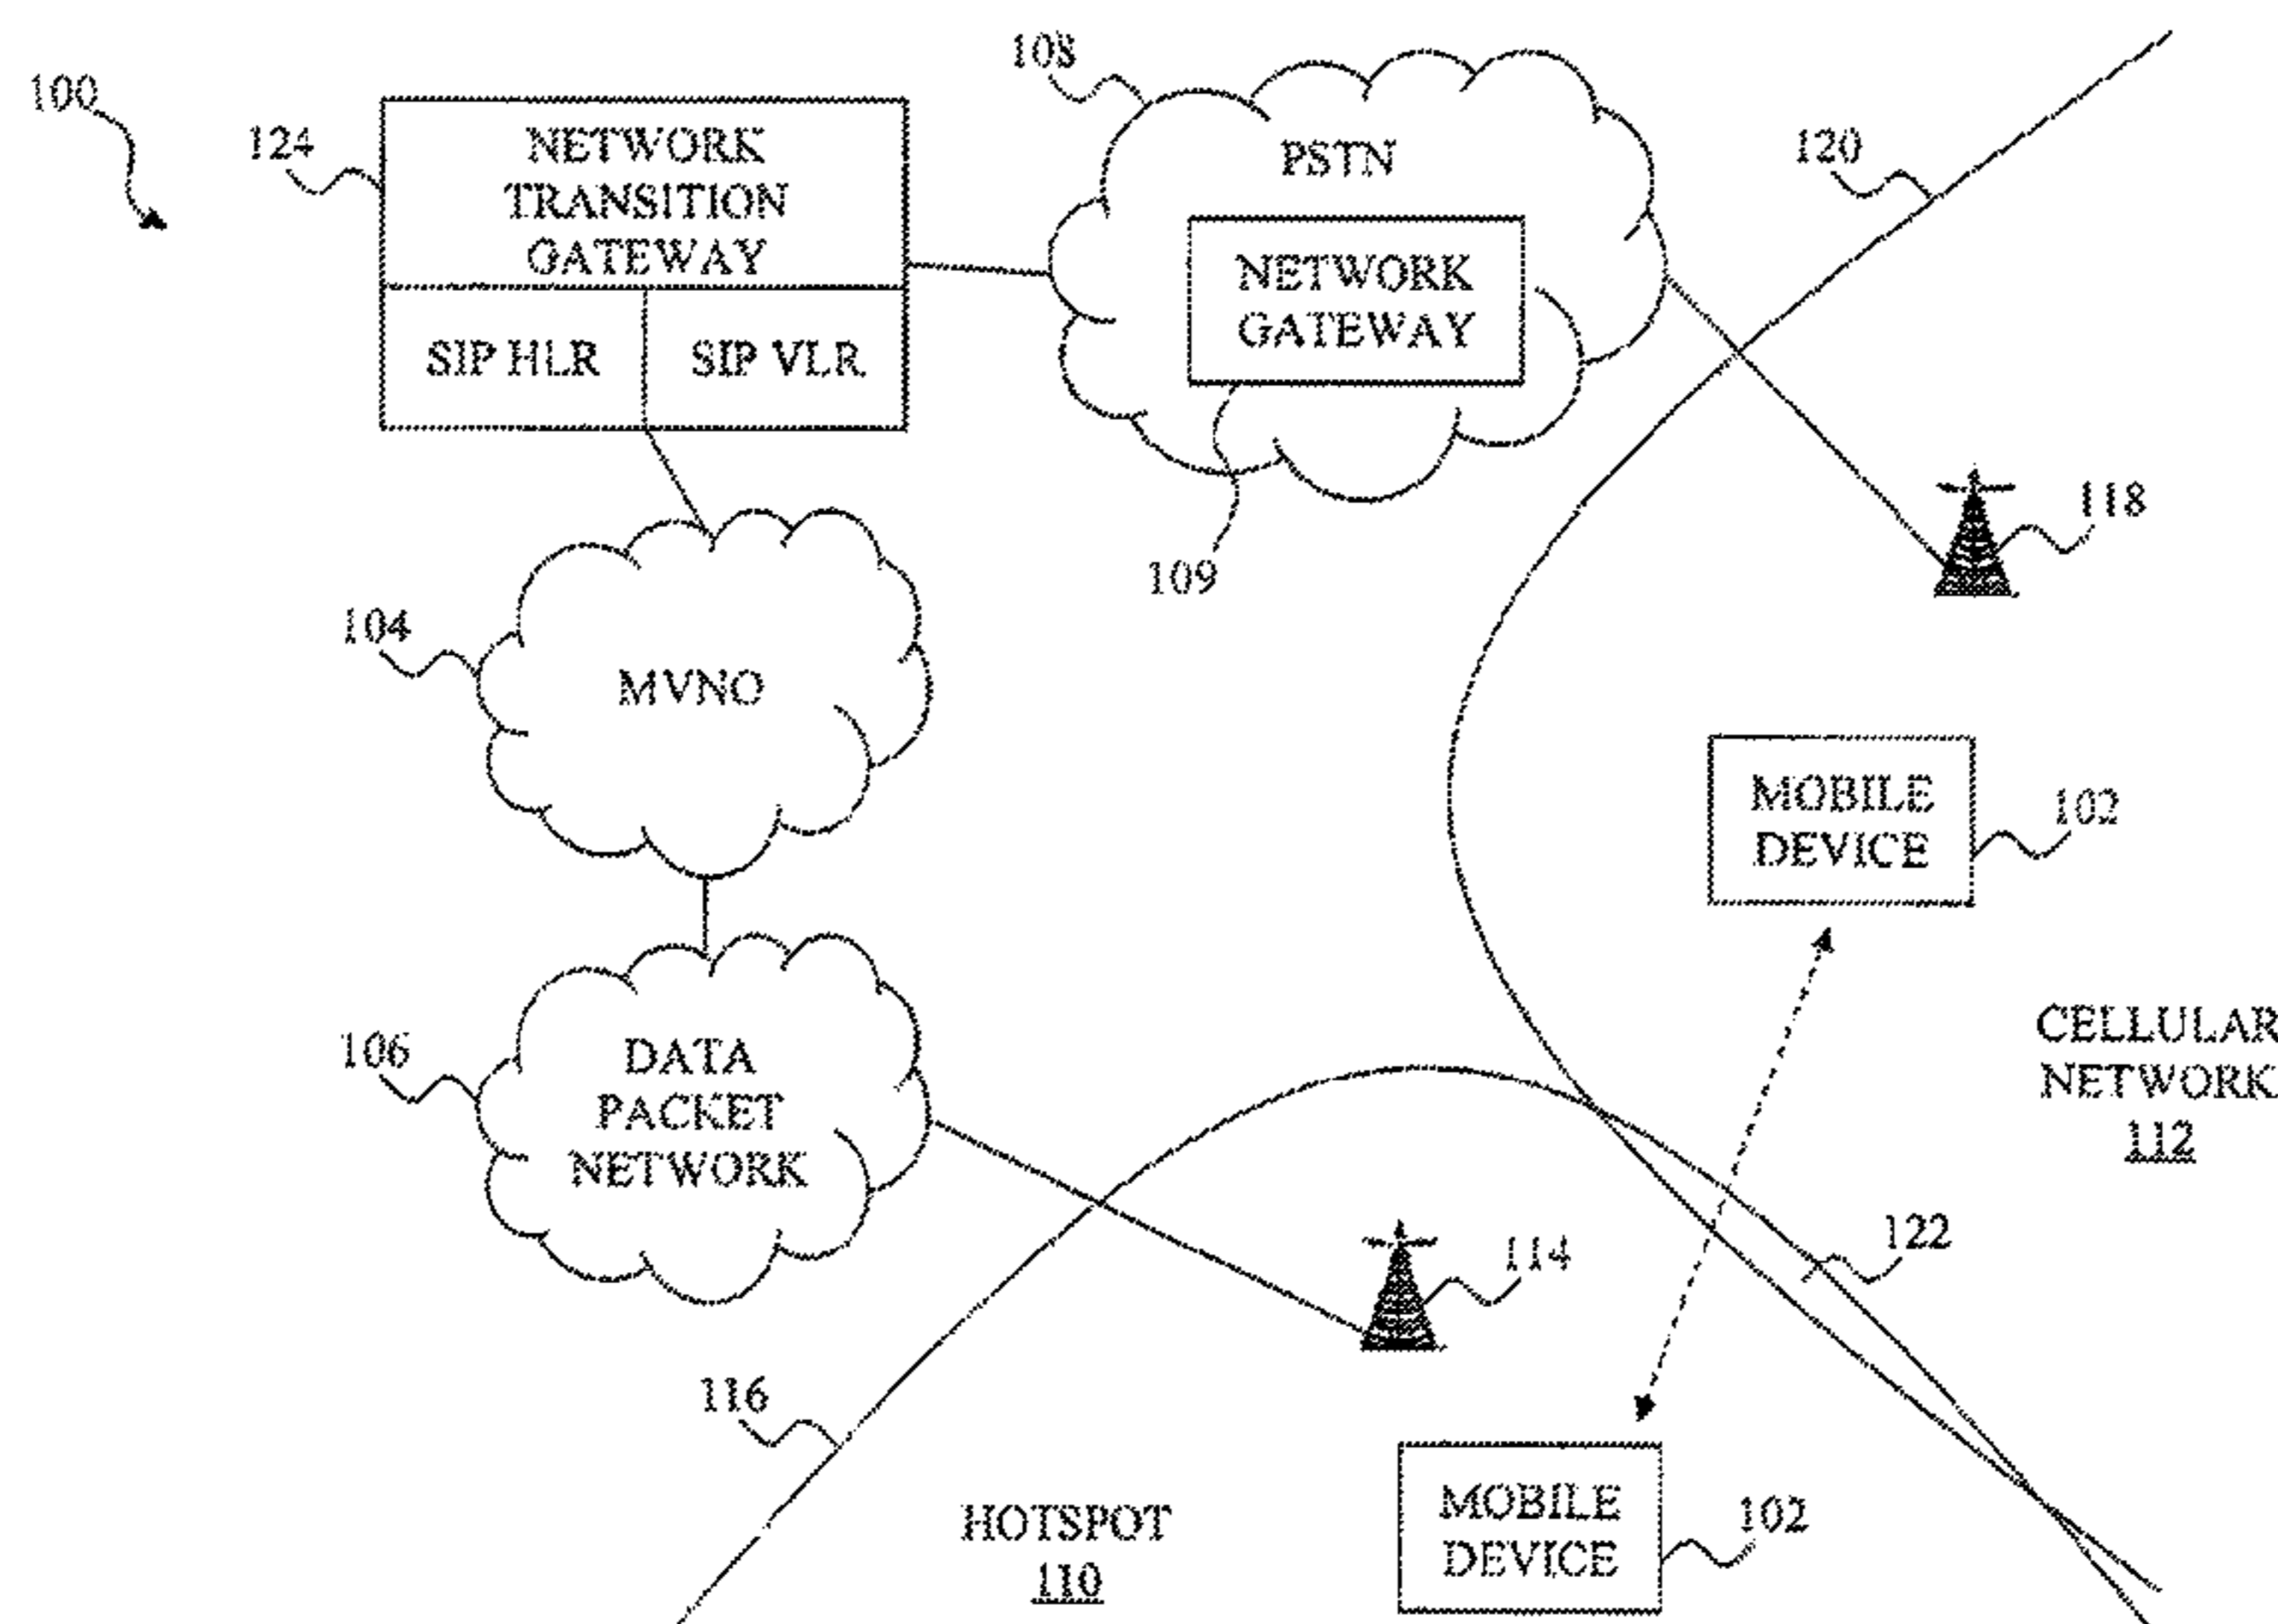 100
124
NETWORK
TRANSITION
GATEWAY
SIP HLR
SIP VLR
108
PSTN
NETWORK
GATEWAY
109
120
118
104
MVNO
MOBILE
DEVICE
102
106
DATA
PACKET
NETWORK
CELLULAR
NETWORK
112
122
114
116
HOTSPOT
110
MOBILE
DEVICE
102